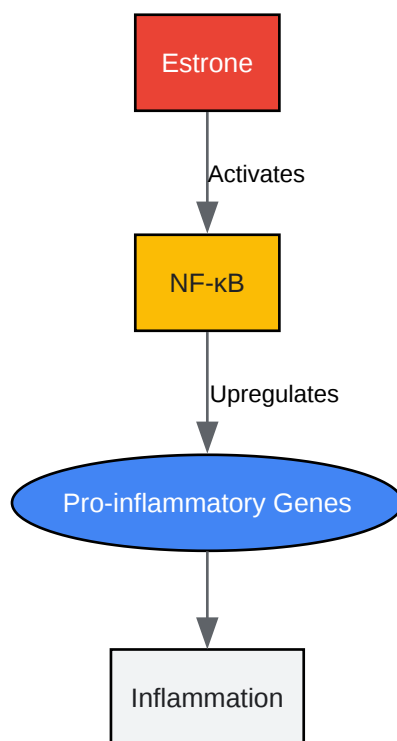 Estrone
Activates
NF-κB
Upregulates
Pro-inflammatory Genes
Inflammation